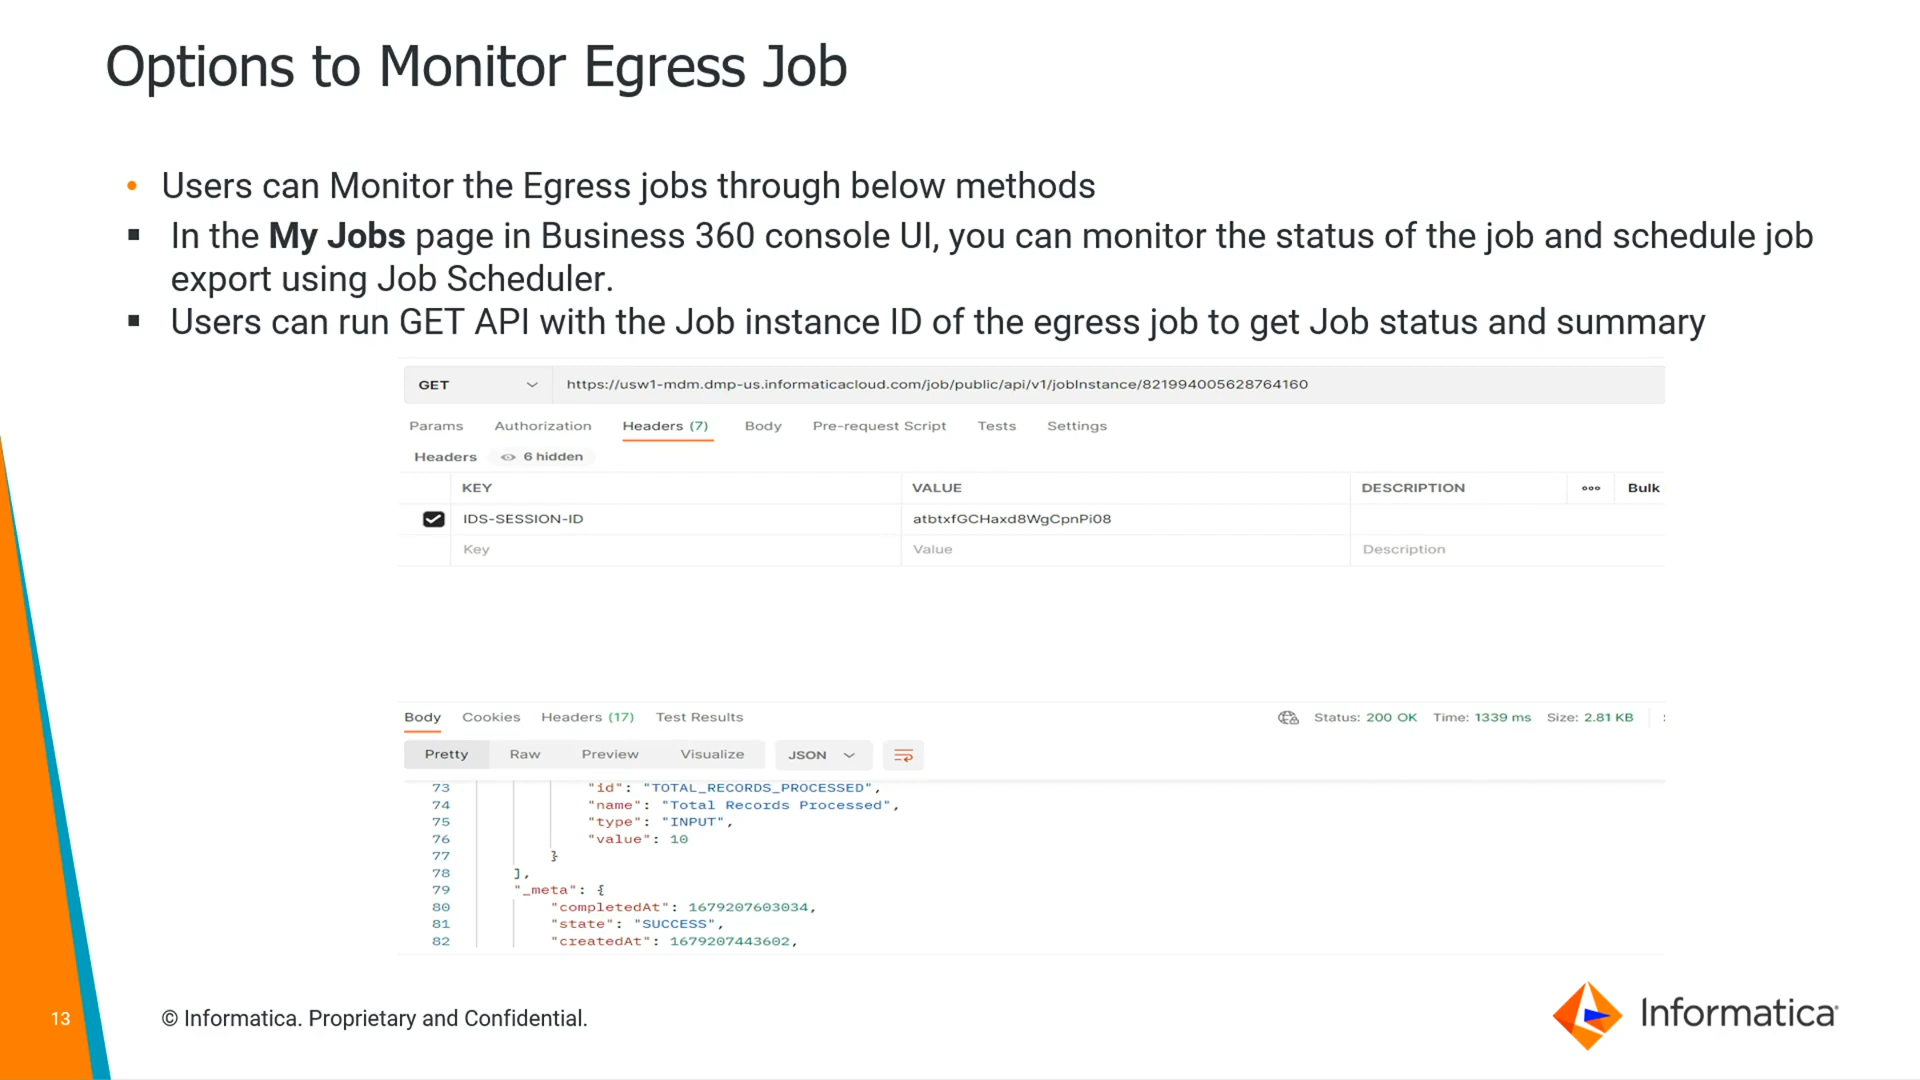 Options to Monitor Egress Job
• Users can Monitor the Egress jobs through below methods
▪ In the My Jobs page in Business 360 console UI, you can monitor the status of the job and schedule job
export using Job Scheduler.
▪ Users can run GET API with the Job instance ID of the egress job to get Job status and summary
GET https://usw1-mdm.dmp-us.informaticacloud.com/job/public/api/v1/jobInstance/821994005628764160
Params Authorization Headers (7) Body Pre-request Script Tests Settings
Headers 6 hidden
KEY VALUE DESCRIPTION ooo Bulk
IDS-SESSION-ID atbtxfGCHaxd8WgCpnPi08
Key Value Description
Body Cookies Headers (17) Test Results Status: 200 OK Time: 1339 ms Size: 2.81 KB
Pretty Raw Preview Visualize JSON
73 "id": "TOTAL_RECORDS_PROCESSED",
74 "name": "Total Records Processed",
75 "type": "INPUT",
76 "value": 10
77 }
78 ],
79 "_meta": {
80 "completedAt": 1679207603034,
81 "state": "SUCCESS",
82 "createdAt": 1679207443602,
13 © Informatica. Proprietary and Confidential.
Informatica